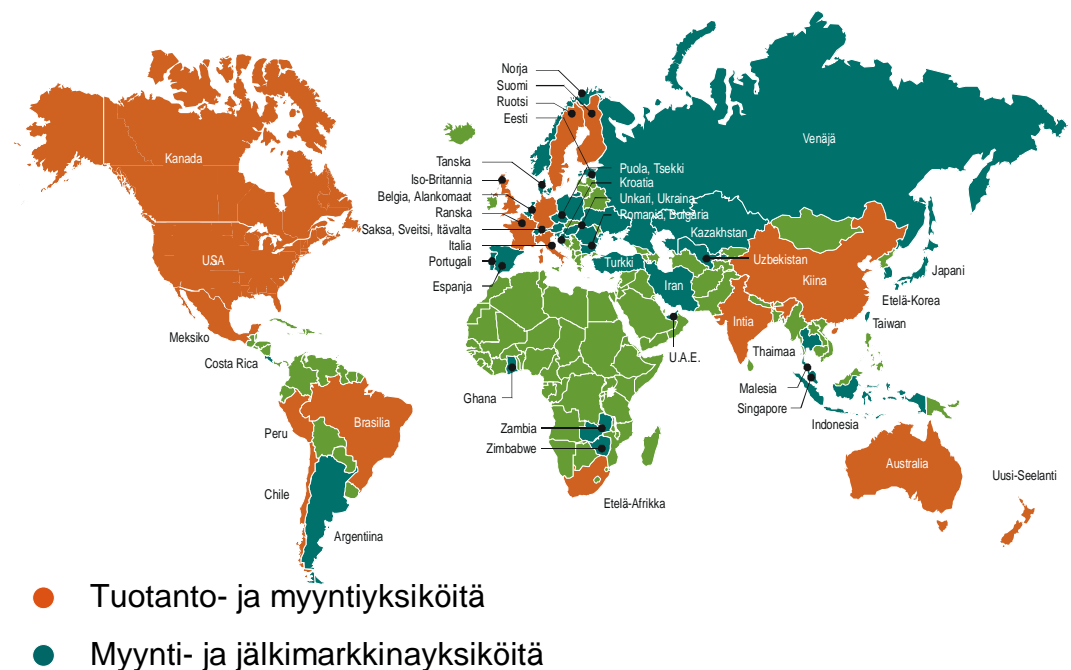 Norja
Suomi
Ruotsi
Eesti
Venäjä
Kanada
Tanska
Iso-Britannia
Belgia, Alankomaat
Ranska
Saksa, Sveitsi, Itävalta
Italia
Portugali
Espanja
Puola, Tsekki
Kroatia
Unkari, Ukraina
Romania, Bulgaria
Kazakhstan
Uzbekistan
Turkki
Iran
Kiina
Japani
Etelä-Korea
USA
Meksiko
Costa Rica
Intia
Taiwan
U.A.E.
Thaimaa
Malesia
Singapore
Indonesia
Ghana
Zambia
Zimbabwe
Peru
Brasilia
Australia
Uusi-Seelanti
Chile
Etelä-Afrikka
Argentiina
Tuotanto- ja myyntiyksiköitä
Myynti- ja jälkimarkkinayksiköitä